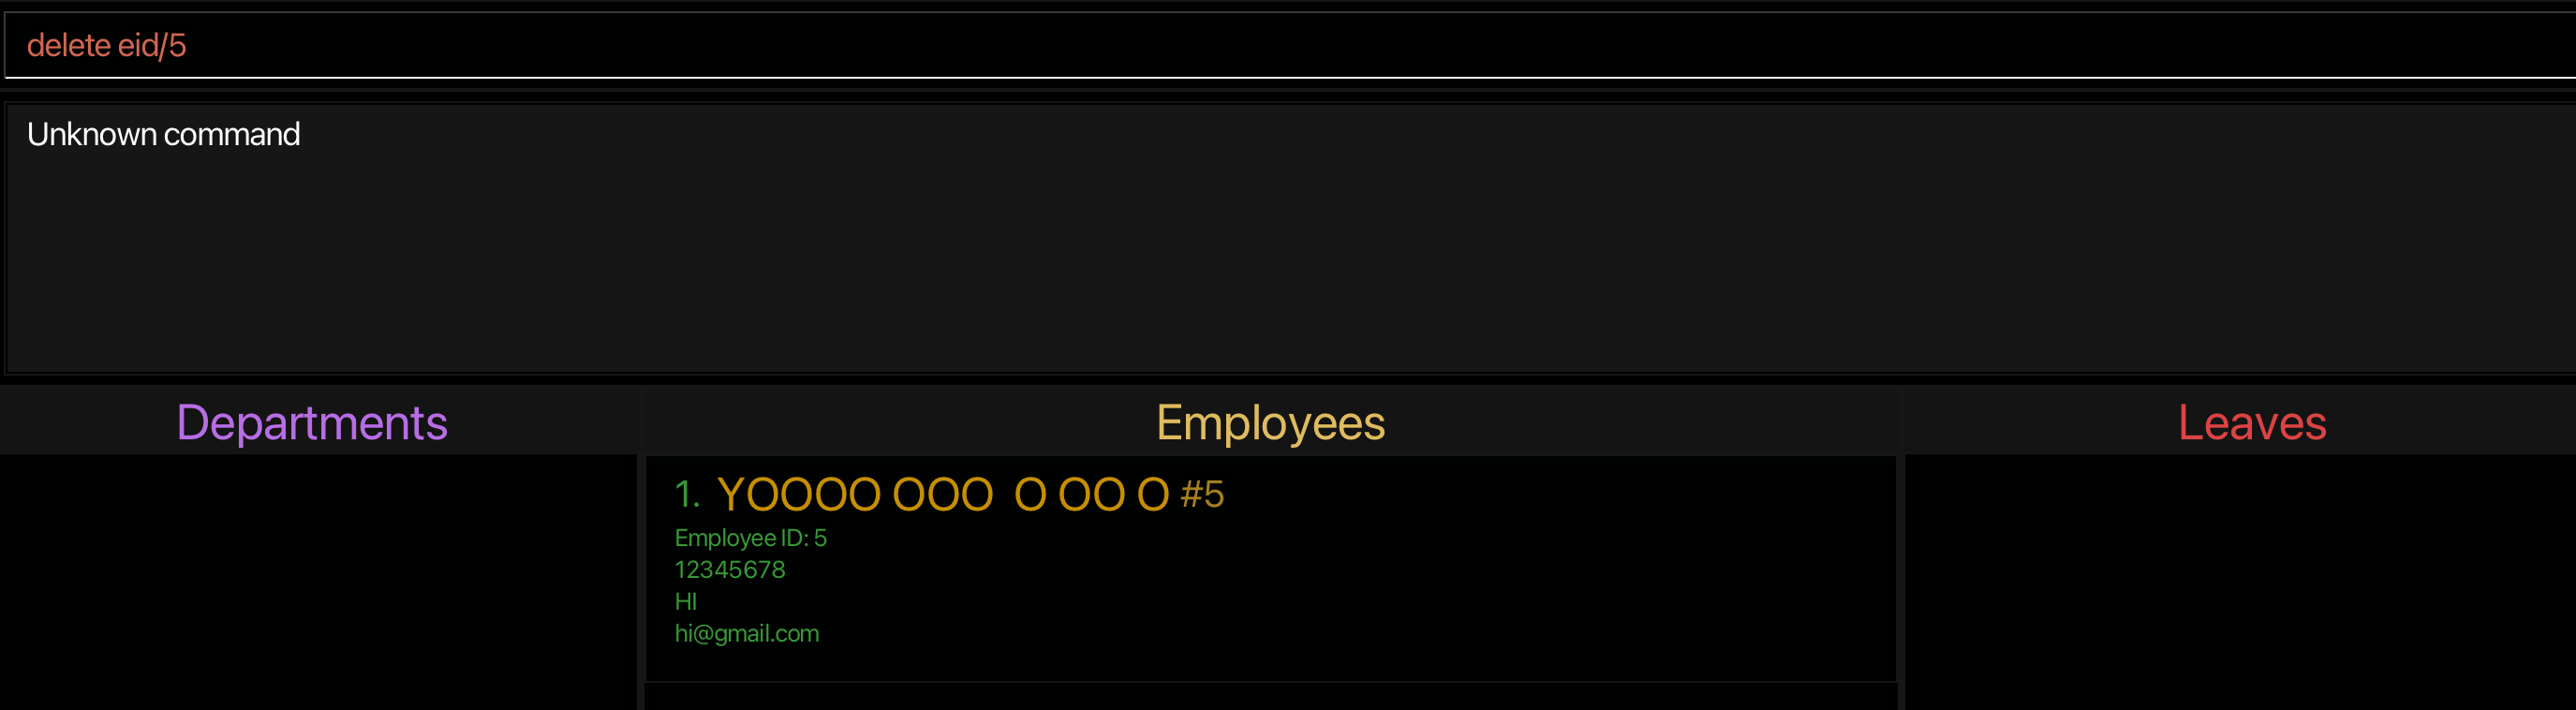 delete eid/5
Unknown command
Departments
Employees
Leaves
1. YOOOO OOO  O OO O #5
Employee ID: 5
12345678
HI
hi@gmail.com